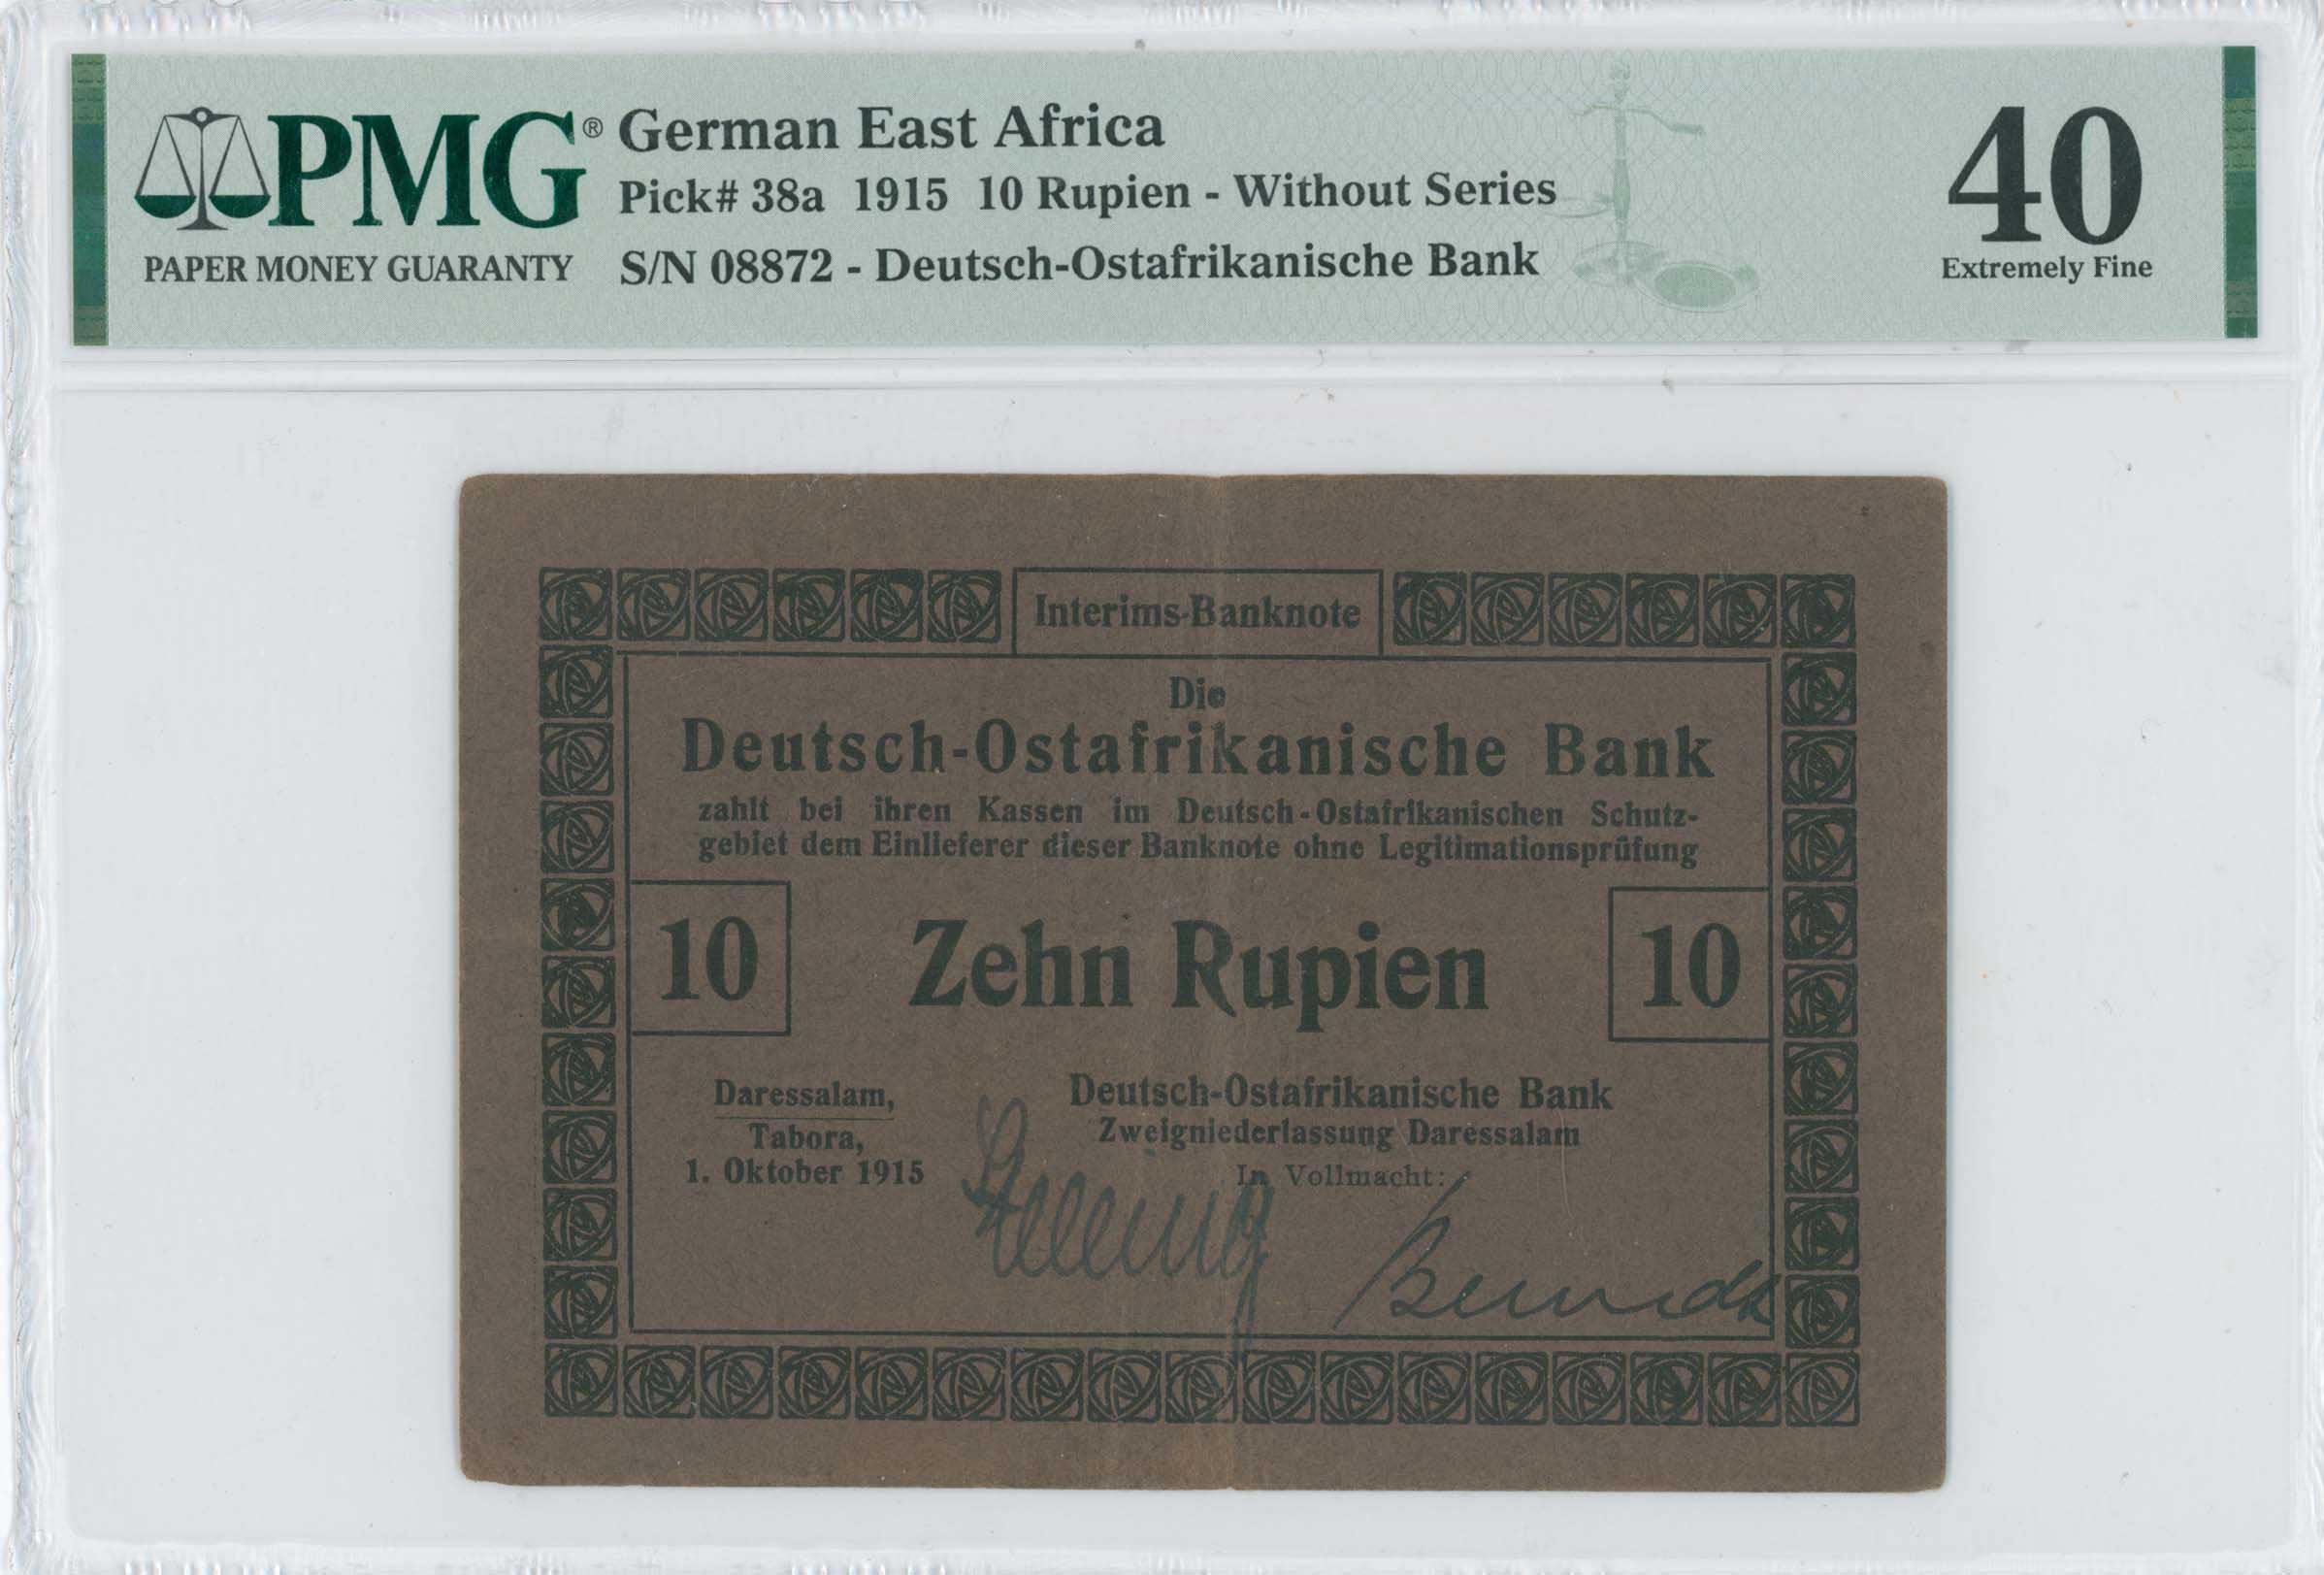 PMG®
PAPER MONEY GUARANTY
German East Africa
Pick# 38a 1915 10 Rupien - Without Series
S/N 08872 - Deutsch-Ostafrikanische Bank
40
Extremely Fine
Interims-Banknote
Die
Deutsch-Ostafrikanische Bank
zahlt bei ihren Kassen im Deutsch-Ostafrikanischen Schutz-
gebiet dem Einlieferer dieser Banknote ohne Legitimationsprüfung
10 Zehn Rupien 10
Daressalam,
Tabora,
1. Oktober 1915
Deutsch-Ostafrikanische Bank
Zweigniederlassung Daressalam
In Vollmacht: